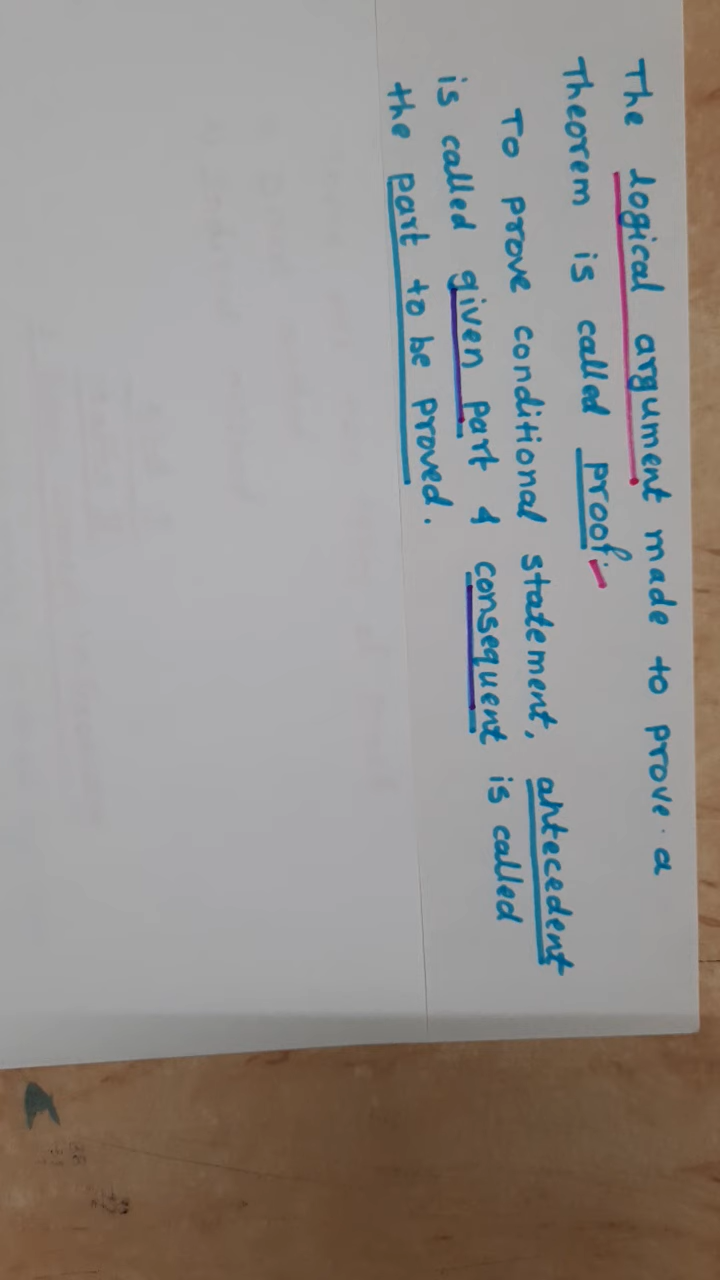 The logical argument made to prove a
Theorem is called proof.
To prove conditional statement, antecedent
is called given part & consequent is called
the part to be proved.